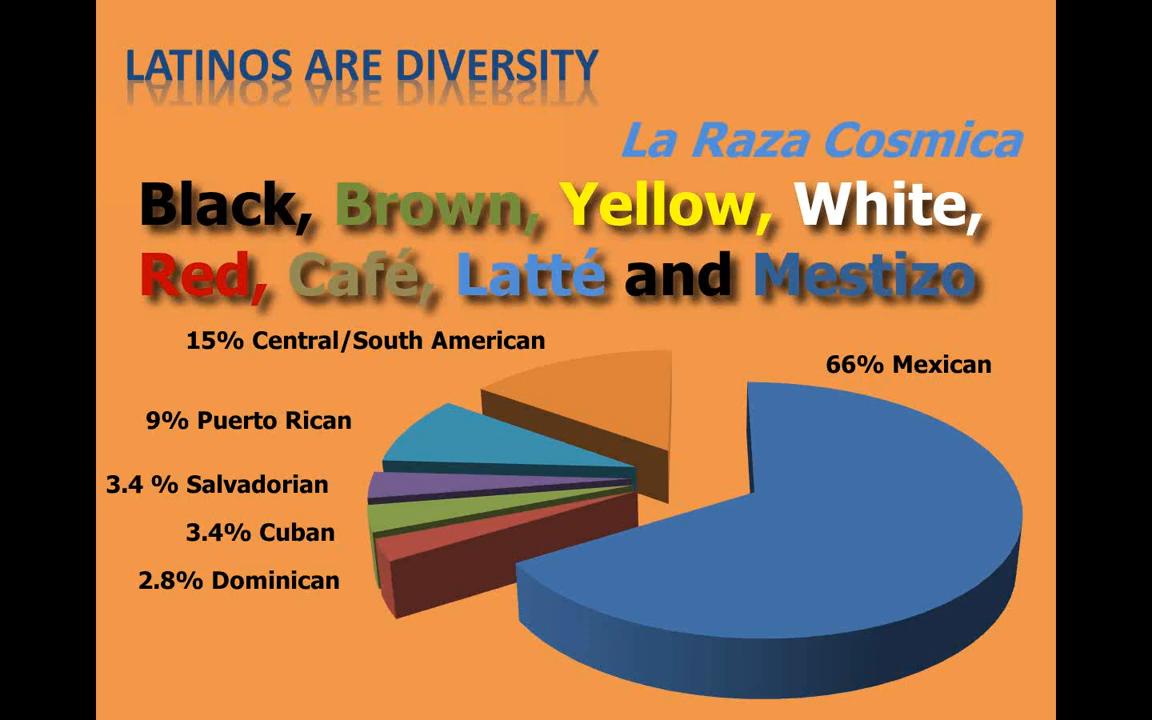 LATINOS ARE DIVERSITY
La Raza Cosmica
Black, Brown, Yellow, White,
Red, Café, Latté and Mestizo
15% Central/South American
66% Mexican
9% Puerto Rican
3.4 % Salvadorian
3.4% Cuban
2.8% Dominican